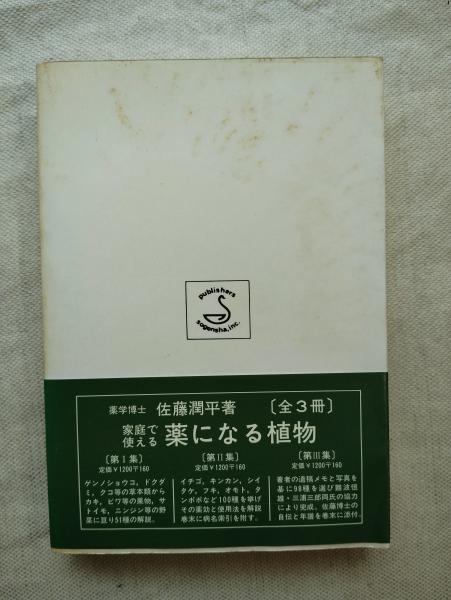 publishers
sogensha, inc.
薬学博士 佐藤潤平著 〔全3冊〕
家庭で使える 薬になる植物
〔第Ⅰ集〕
定価¥1200〒160
ゲンノショウコ、ドクダ
ミ、クコ等の草本類から
カキ、ビワ等の果物、サ
トイモ、ニンジン等の野
菜に亘り51種の解説。
〔第Ⅱ集〕
定価¥1200〒160
イチゴ、キンカン、シイ
タケ、フキ、オモト、タ
ンポポなど100種を挙げ
その薬効と使用法を解説
巻末に病名索引を附す。
〔第Ⅲ集〕
定価¥1200〒160
著者の遺稿メモと写真を
基に98種を選び難波恒
雄・三浦三郎両氏の協力
により完成。佐藤博士の
自伝と年譜を巻末に添付。